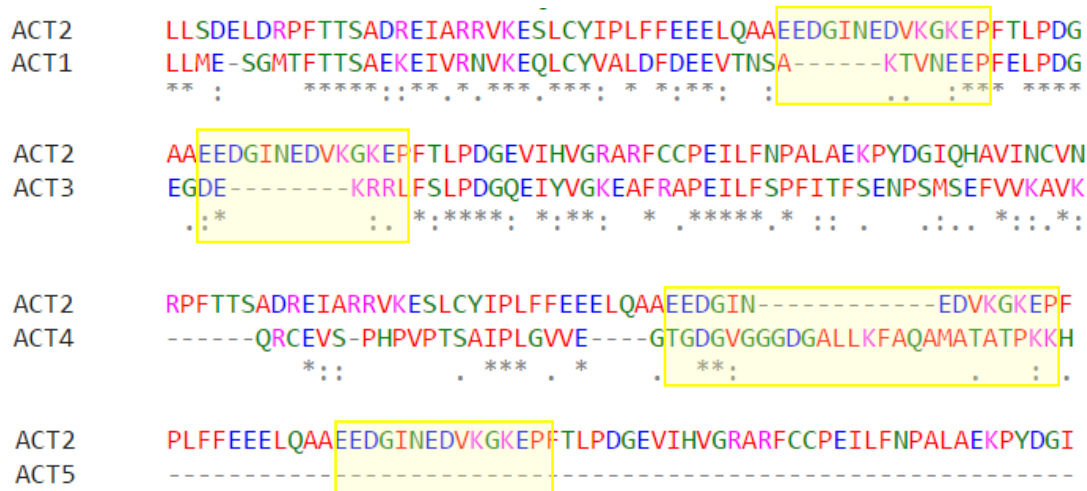 ACT2 LLSDELDRPFTTSADREIARRVKESLCYIPLFFEEELQAAEEDGINEDVKGKEPFTLPDG
ACT1 LLME-SGMTFTTSAEKEIVRNVKEQLCYVALDFDEEVTNSA------KTVNEEPFELPDG
** :     *****::**.*.***.***: * *:**:  :       ..  :*** ****
ACT2 AAEEDGINEDVKGKEPFTLPDGEVIHVGRARFCCPEILFNPALAEKPYDGIQHAVINCVN
ACT3 EGDE--------KRRLFSLPDGQEIYVGKEAFRAPEILFSPFITFSENPSMSEFVVKAVK
.:*         :. *:****: *:**:  * .*****.* ::  .  .:.. *::.*:
ACT2 RPFTTSADREIARRVKESLCYIPLFFEEELQAAEEDGIN------------EDVKGKEPF
ACT4 ------QRCEVS-PHPVPTSAIPLGVVE----GTGDGVGGGDGALLKFAQAMATATPKKH
*::       . *** . *    .  **:               .   : .
ACT2 PLFFEEELQAAEEDGINEDVKGKEPFTLPDGEVIHVGRARFCCPEILFNPALAEKPYDGI
ACT5 ------------------------------------------------------------